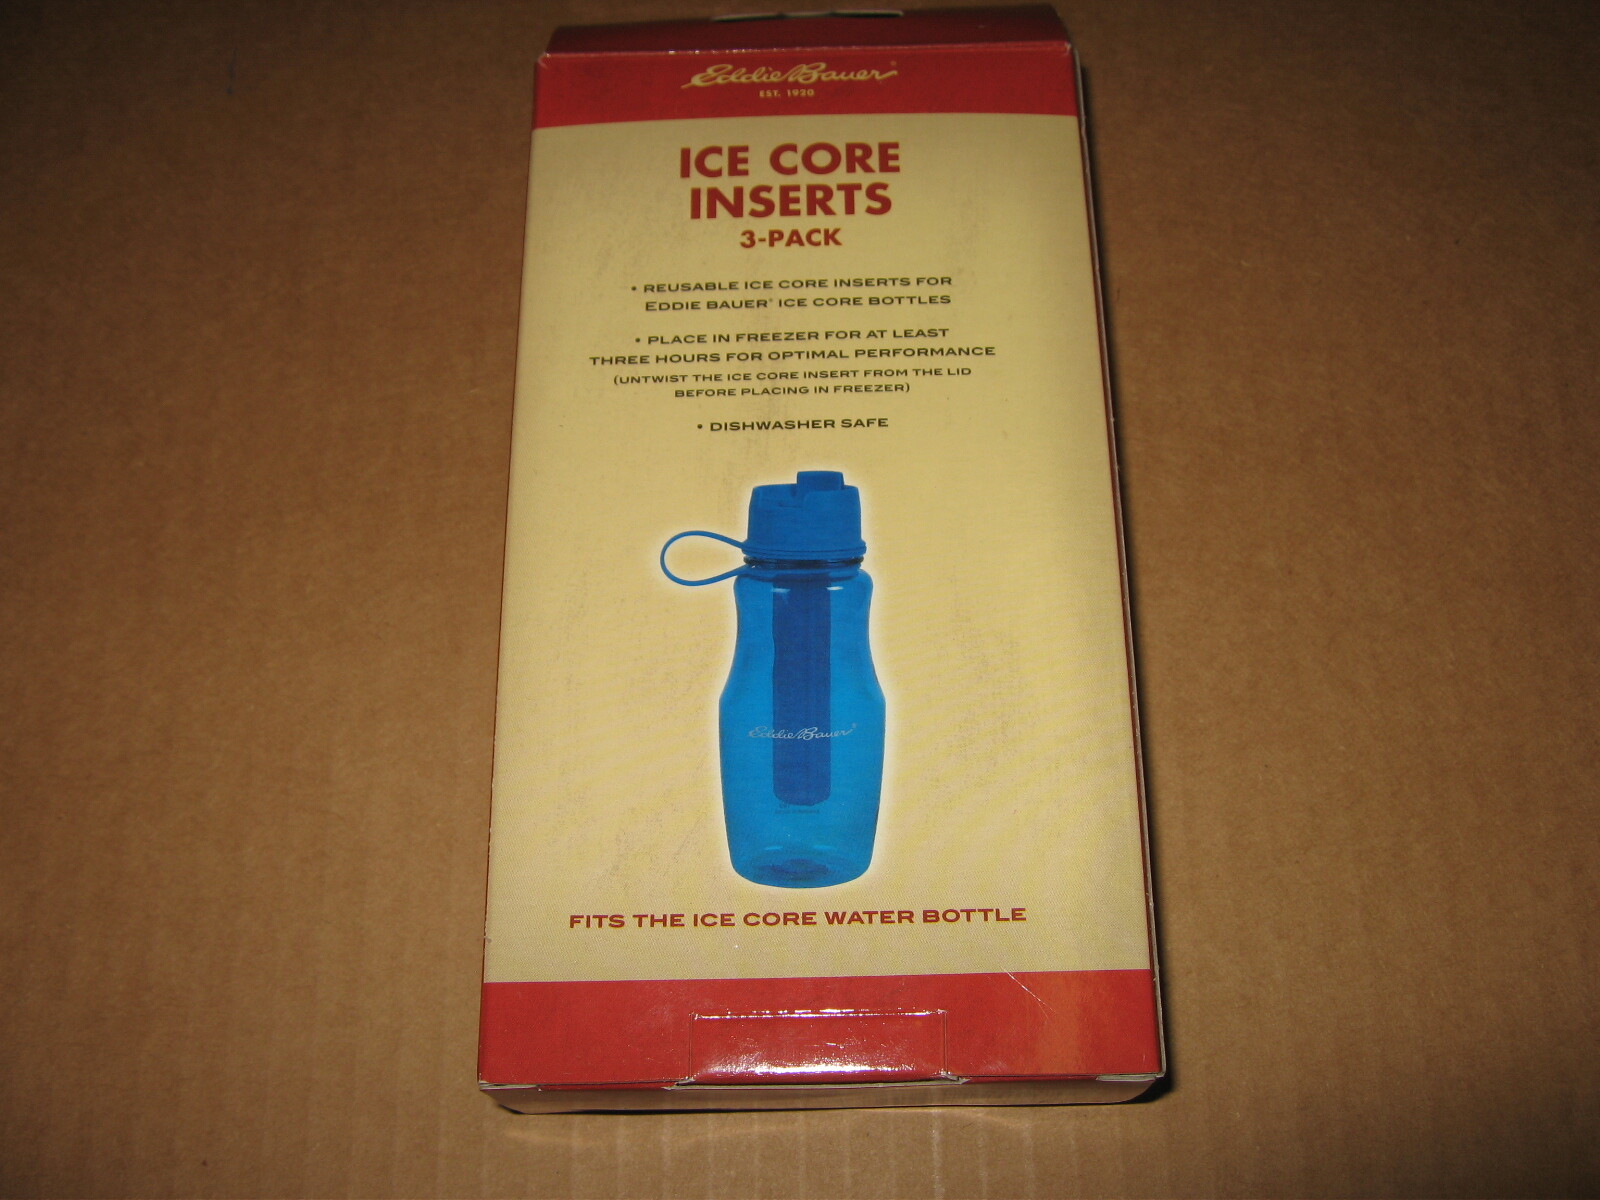 Eddie Bauer®
EST. 1920
ICE CORE
INSERTS
3-PACK
• REUSABLE ICE CORE INSERTS FOR
EDDIE BAUER® ICE CORE BOTTLES
• PLACE IN FREEZER FOR AT LEAST
THREE HOURS FOR OPTIMAL PERFORMANCE
(UNTWIST THE ICE CORE INSERT FROM THE LID
BEFORE PLACING IN FREEZER)
• DISHWASHER SAFE
Eddie Bauer®
FITS THE ICE CORE WATER BOTTLE